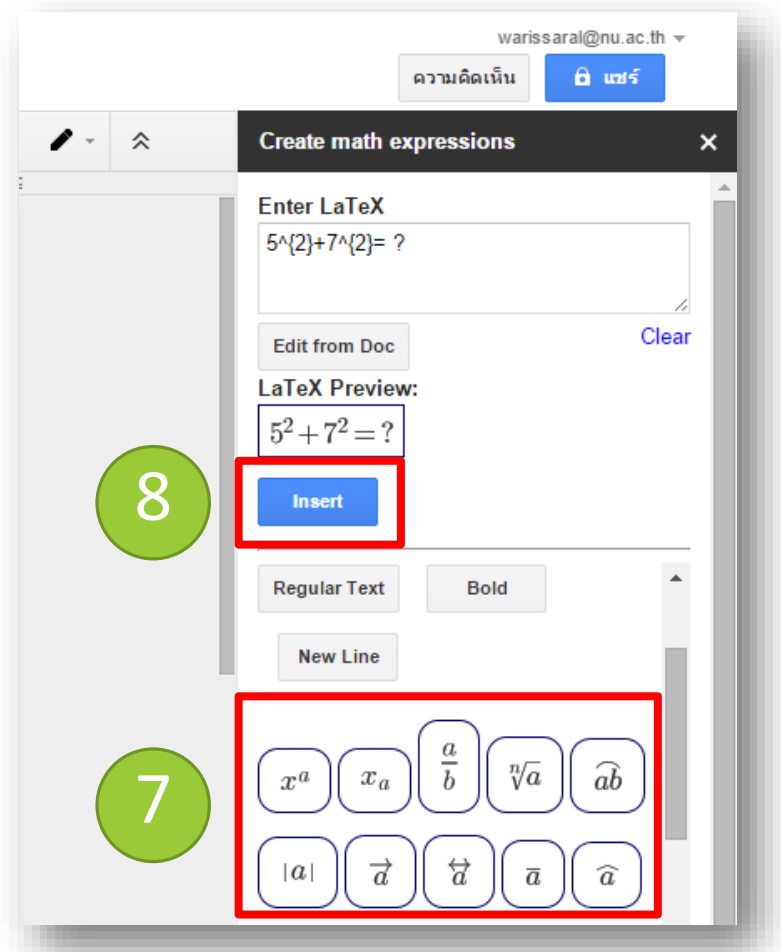 warissaral@nu.ac.th
ความคิดเห็น แชร์
Create math expressions ×
Enter LaTeX
5^{2}+7^{2}= ?
Edit from Doc Clear
LaTeX Preview:
5² + 7² = ?
8 Insert
Regular Text Bold
New Line
7
xᵃ xₐ a/b ⁿ√a a͡b
|a| a⃗ a⃡ ā â